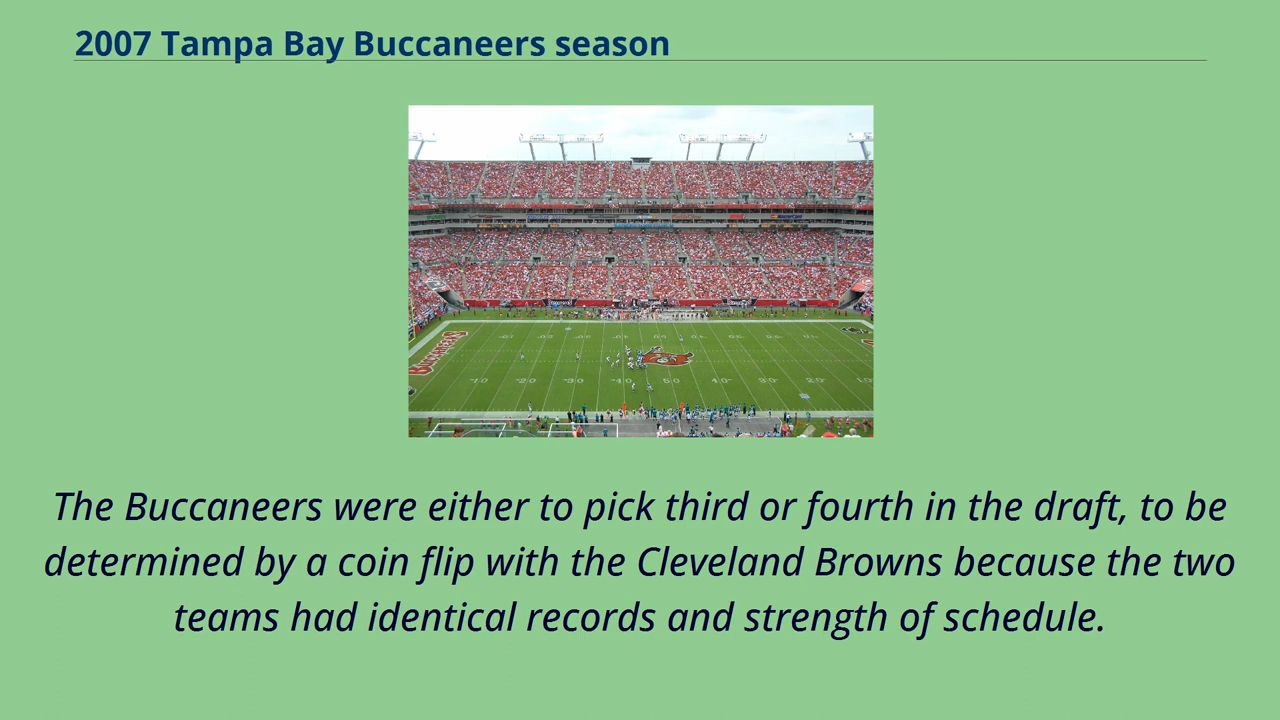 2007 Tampa Bay Buccaneers season
BUCCANEERS
The Buccaneers were either to pick third or fourth in the draft, to be
determined by a coin flip with the Cleveland Browns because the two
teams had identical records and strength of schedule.